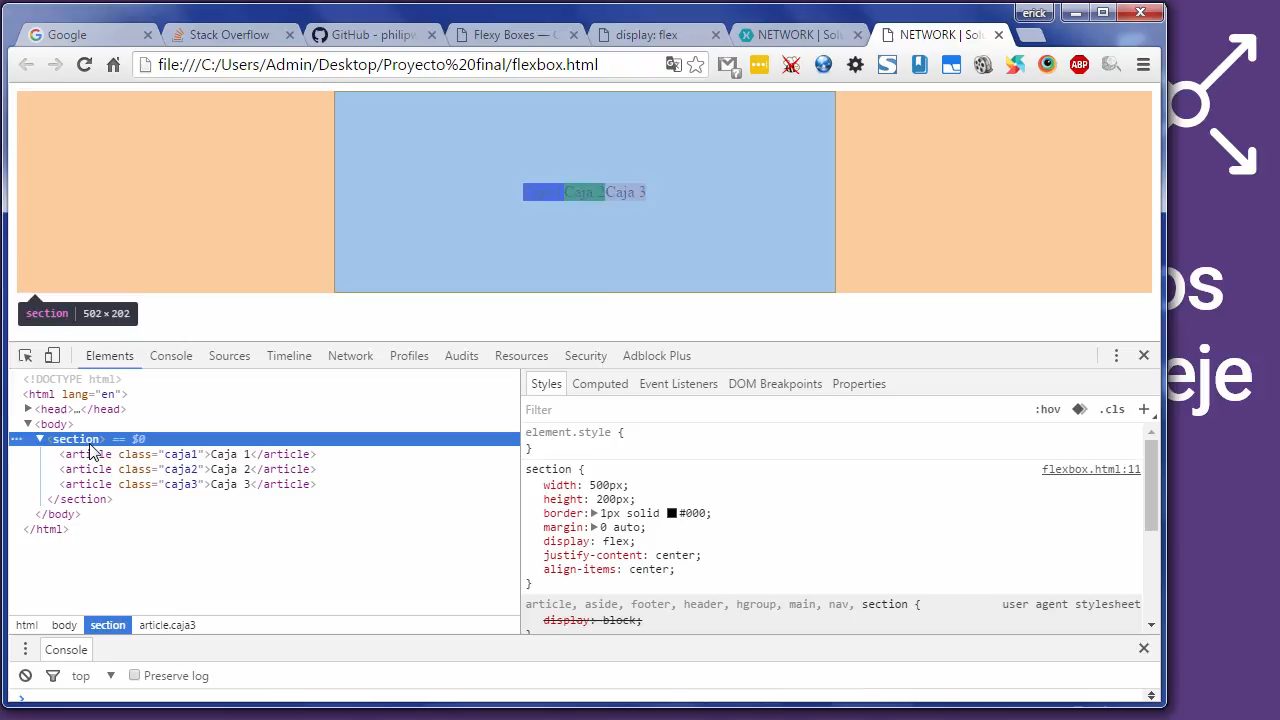 erick
Google
Stack Overflow
GitHub - philipw
Flexy Boxes — C
display: flex
NETWORK | Solu
NETWORK | Solu
file:///C:/Users/Admin/Desktop/Proyecto%20final/flexbox.html
ABP
Caja 2Caja 3
section 502 × 202
os
eje
Elements Console Sources Timeline Network Profiles Audits Resources Security Adblock Plus
<!DOCTYPE html>
<html lang="en">
<head>…</head>
<body>
<section> == $0
<article class="caja1">Caja 1</article>
<article class="caja2">Caja 2</article>
<article class="caja3">Caja 3</article>
</section>
</body>
</html>
html body section article.caja3
Styles Computed Event Listeners DOM Breakpoints Properties
Filter :hov .cls +
element.style {
}
section { flexbox.html:11
width: 500px;
height: 200px;
border: 1px solid #000;
margin: 0 auto;
display: flex;
justify-content: center;
align-items: center;
}
article, aside, footer, header, hgroup, main, nav, section { user agent stylesheet
display: block;
Console
top Preserve log